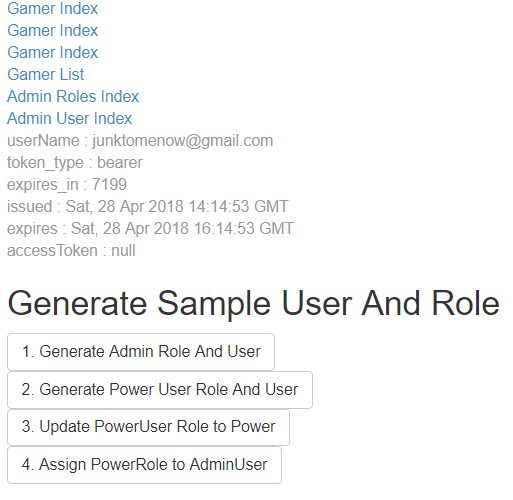 Gamer Index
Gamer Index
Gamer Index
Gamer List
Admin Roles Index
Admin User Index
userName : junktomenow@gmail.com
token_type : bearer
expires_in : 7199
issued : Sat, 28 Apr 2018 14:14:53 GMT
expires : Sat, 28 Apr 2018 16:14:53 GMT
accessToken : null
Generate Sample User And Role
1. Generate Admin Role And User
2. Generate Power User Role And User
3. Update PowerUser Role to Power
4. Assign PowerRole to AdminUser